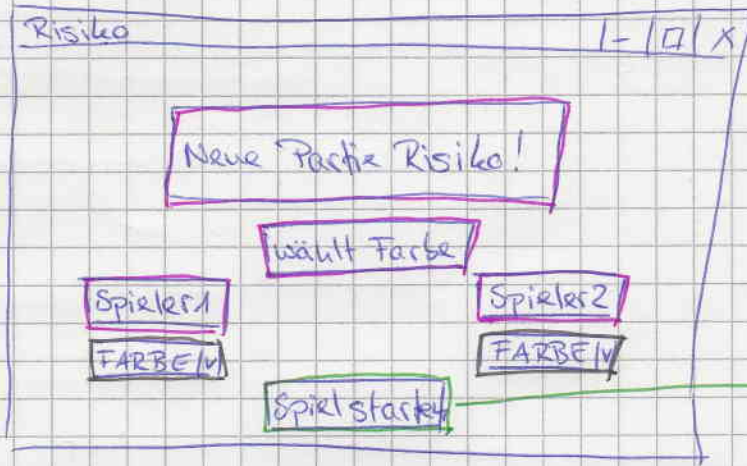 Risiko
Neue Partie Risiko!
wählt Farbe
Spieler1 Spieler2
FARBE FARBE
Spiel starten